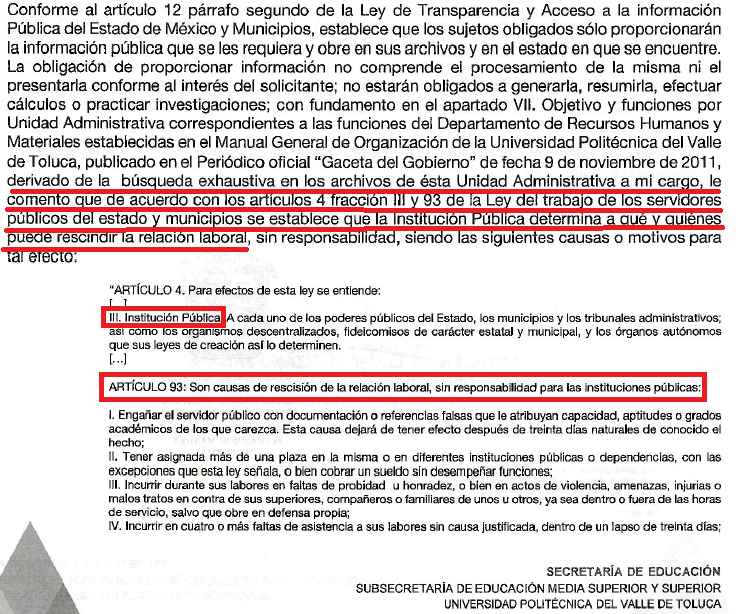 Conforme al artículo 12 párrafo segundo de la Ley de Transparencia y Acceso a la información
Pública del Estado de México y Municipios, establece que los sujetos obligados sólo proporcionarán
la información pública que se les requiera y obre en sus archivos y en el estado en que se encuentre.
La obligación de proporcionar información no comprende el procesamiento de la misma ni el
presentarla conforme al interés del solicitante; no estarán obligados a generarla, resumirla, efectuar
cálculos o practicar investigaciones; con fundamento en el apartado VII. Objetivo y funciones por
Unidad Administrativa correspondientes a las funciones del Departamento de Recursos Humanos y
Materiales establecidas en el Manual General de Organización de la Universidad Politécnica del Valle
de Toluca, publicado en el Periódico oficial "Gaceta del Gobierno" de fecha 9 de noviembre de 2011,
derivado de la búsqueda exhaustiva en los archivos de ésta Unidad Administrativa a mi cargo, le
comento que de acuerdo con los artículos 4 fracción III y 93 de la Ley del trabajo de los servidores
públicos del estado y municipios se establece que la Institución Pública determina a qué y quiénes
puede rescindir la relación laboral, sin responsabilidad, siendo las siguientes causas o motivos para
tal efecto:
"ARTÍCULO 4. Para efectos de esta ley se entiende:
[...]
III. Institución Pública. A cada uno de los poderes públicos del Estado, los municipios y los tribunales administrativos;
así como los organismos descentralizados, fideicomisos de carácter estatal y municipal, y los órganos autónomos
que sus leyes de creación así lo determinen.
[...]
ARTÍCULO 93: Son causas de rescisión de la relación laboral, sin responsabilidad para las instituciones públicas:
I. Engañar el servidor público con documentación o referencias falsas que le atribuyan capacidad, aptitudes o grados
académicos de los que carezca. Esta causa dejará de tener efecto después de treinta días naturales de conocido el
hecho;
II. Tener asignada más de una plaza en la misma o en diferentes instituciones públicas o dependencias, con las
excepciones que esta ley señala, o bien cobrar un sueldo sin desempeñar funciones;
III. Incurrir durante sus labores en faltas de probidad u honradez, o bien en actos de violencia, amenazas, injurias o
malos tratos en contra de sus superiores, compañeros o familiares de unos u otros, ya sea dentro o fuera de las horas
de servicio, salvo que obre en defensa propia;
IV. Incurrir en cuatro o más faltas de asistencia a sus labores sin causa justificada, dentro de un lapso de treinta días;
SECRETARÍA DE EDUCACIÓN
SUBSECRETARÍA DE EDUCACIÓN MEDIA SUPERIOR Y SUPERIOR
UNIVERSIDAD POLITÉCNICA DEL VALLE DE TOLUCA